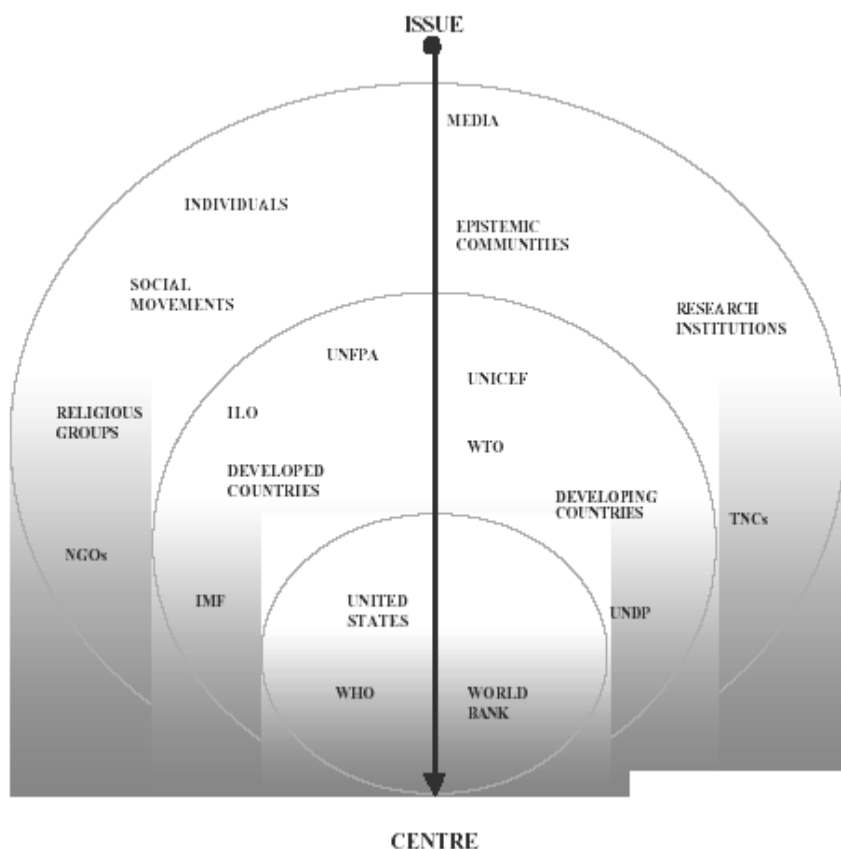 ISSUE
MEDIA
INDIVIDUALS
EPISTEMIC
COMMUNITIES
SOCIAL
MOVEMENTS
RESEARCH
INSTITUTIONS
UNFPA
UNICEF
RELIGIOUS
GROUPS
ILO
WTO
DEVELOPED
COUNTRIES
DEVELOPING
COUNTRIES
TNCs
NGOs
IMF
UNITED
STATES
UNDP
WHO
WORLD
BANK
CENTRE